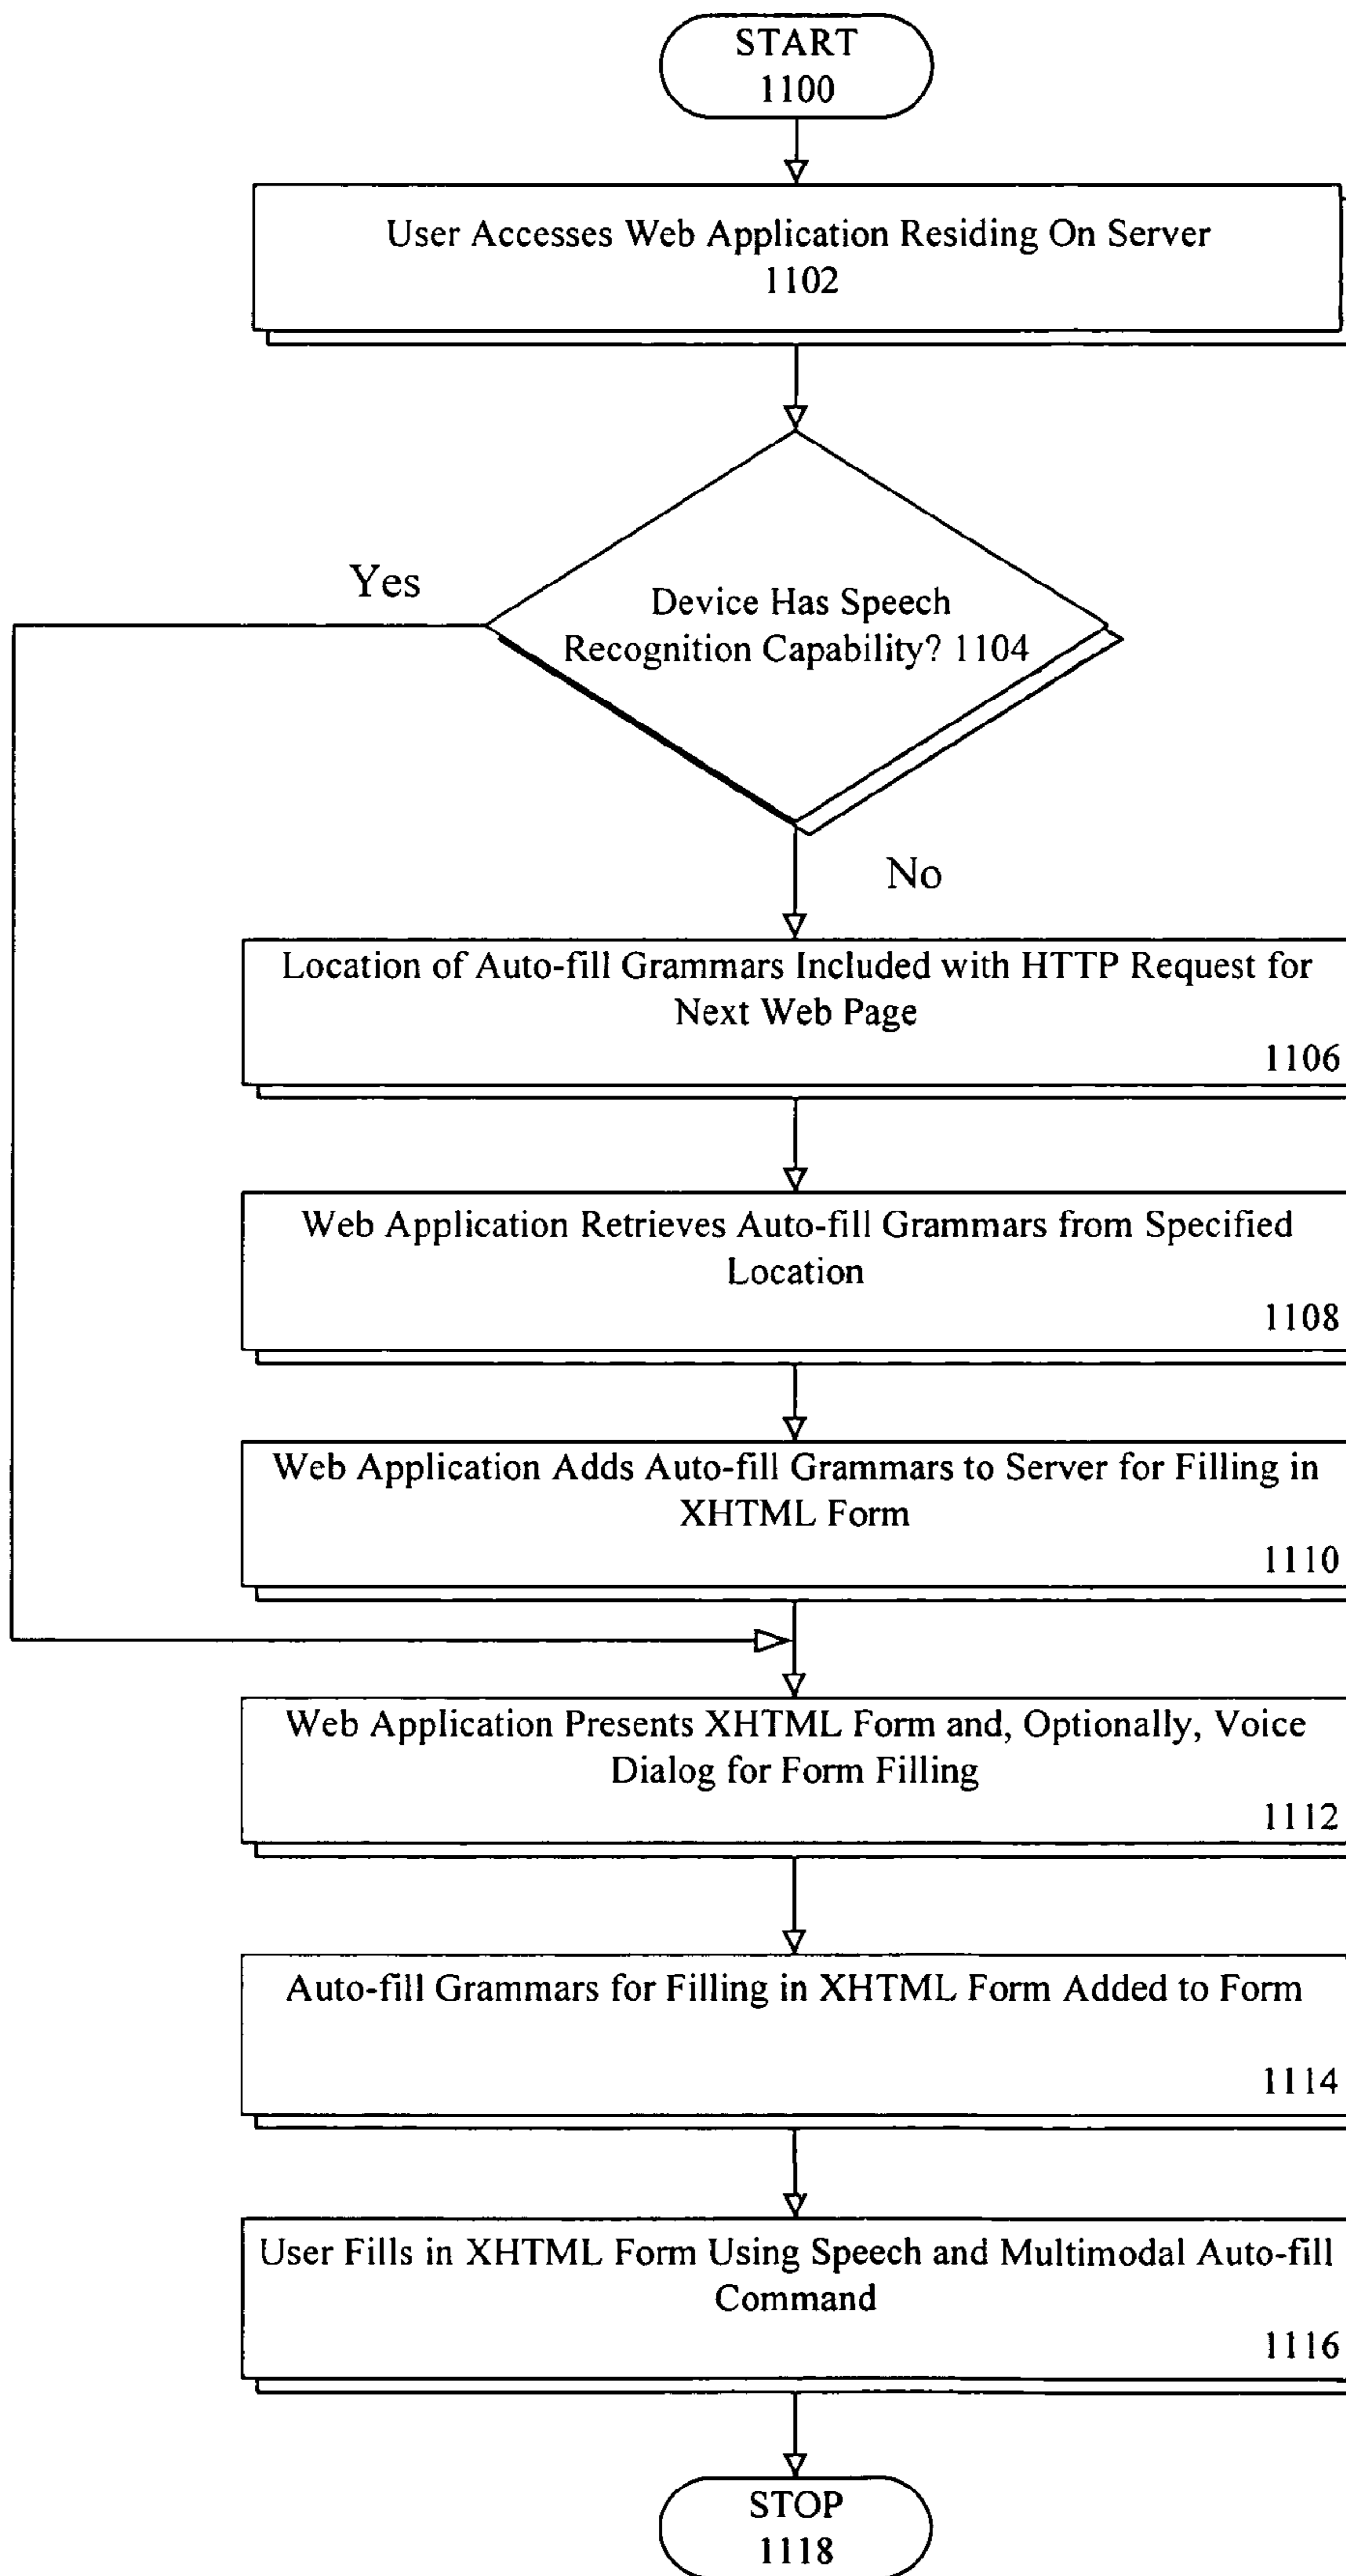 START
1100
User Accesses Web Application Residing On Server
1102
Yes
Device Has Speech
Recognition Capability? 1104
No
Location of Auto-fill Grammars Included with HTTP Request for
Next Web Page
1106
Web Application Retrieves Auto-fill Grammars from Specified
Location
1108
Web Application Adds Auto-fill Grammars to Server for Filling in
XHTML Form
1110
Web Application Presents XHTML Form and, Optionally, Voice
Dialog for Form Filling
1112
Auto-fill Grammars for Filling in XHTML Form Added to Form
1114
User Fills in XHTML Form Using Speech and Multimodal Auto-fill
Command
1116
STOP
1118